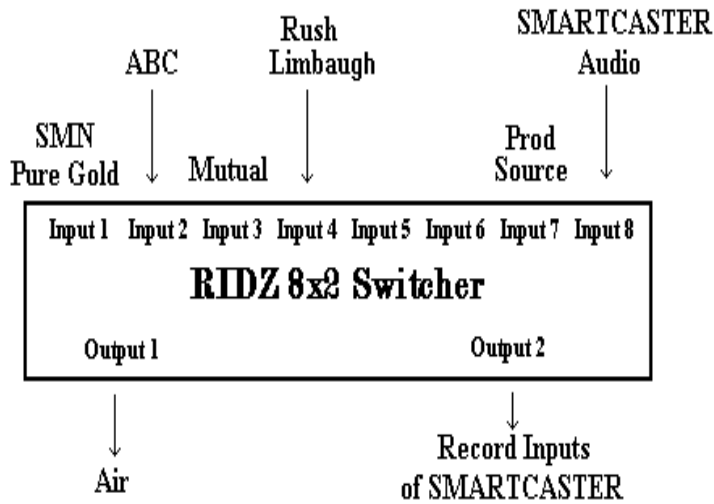 Rush
Limbaugh
SMARTCASTER
Audio
ABC
SMN
Pure Gold
Mutual
Prod
Source
Input 1 Input 2 Input 3 Input 4 Input 5 Input 6 Input 7 Input 8
RIDZ 8x2 Switcher
Output 1 Output 2
Air
Record Inputs
of SMARTCASTER